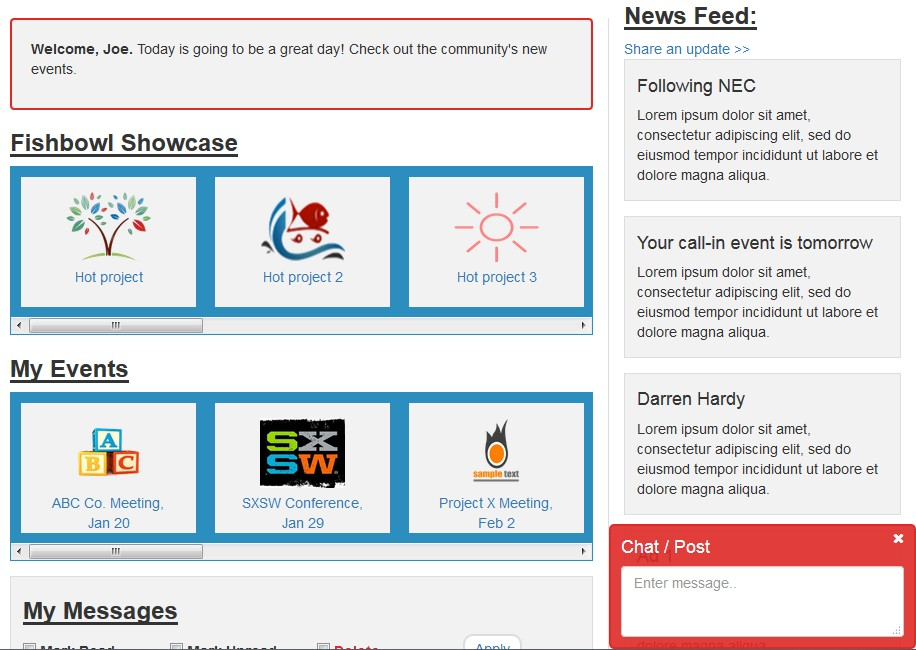 Welcome, Joe. Today is going to be a great day! Check out the community's new
events.
Fishbowl Showcase
Hot project
Hot project 2
Hot project 3
My Events
A
B C
ABC Co. Meeting,
Jan 20
SXSW
SXSW Conference,
Jan 29
sample text
Project X Meeting,
Feb 2
My Messages
Mark Read
Mark Unread
Delete
Apply
News Feed:
Share an update >>
Following NEC
Lorem ipsum dolor sit amet,
consectetur adipiscing elit, sed do
eiusmod tempor incididunt ut labore et
dolore magna aliqua.
Your call-in event is tomorrow
Lorem ipsum dolor sit amet,
consectetur adipiscing elit, sed do
eiusmod tempor incididunt ut labore et
dolore magna aliqua.
Darren Hardy
Lorem ipsum dolor sit amet,
consectetur adipiscing elit, sed do
eiusmod tempor incididunt ut labore et
dolore magna aliqua.
Chat / Post
Ad 1
Enter message..
dolore magna aliqua.